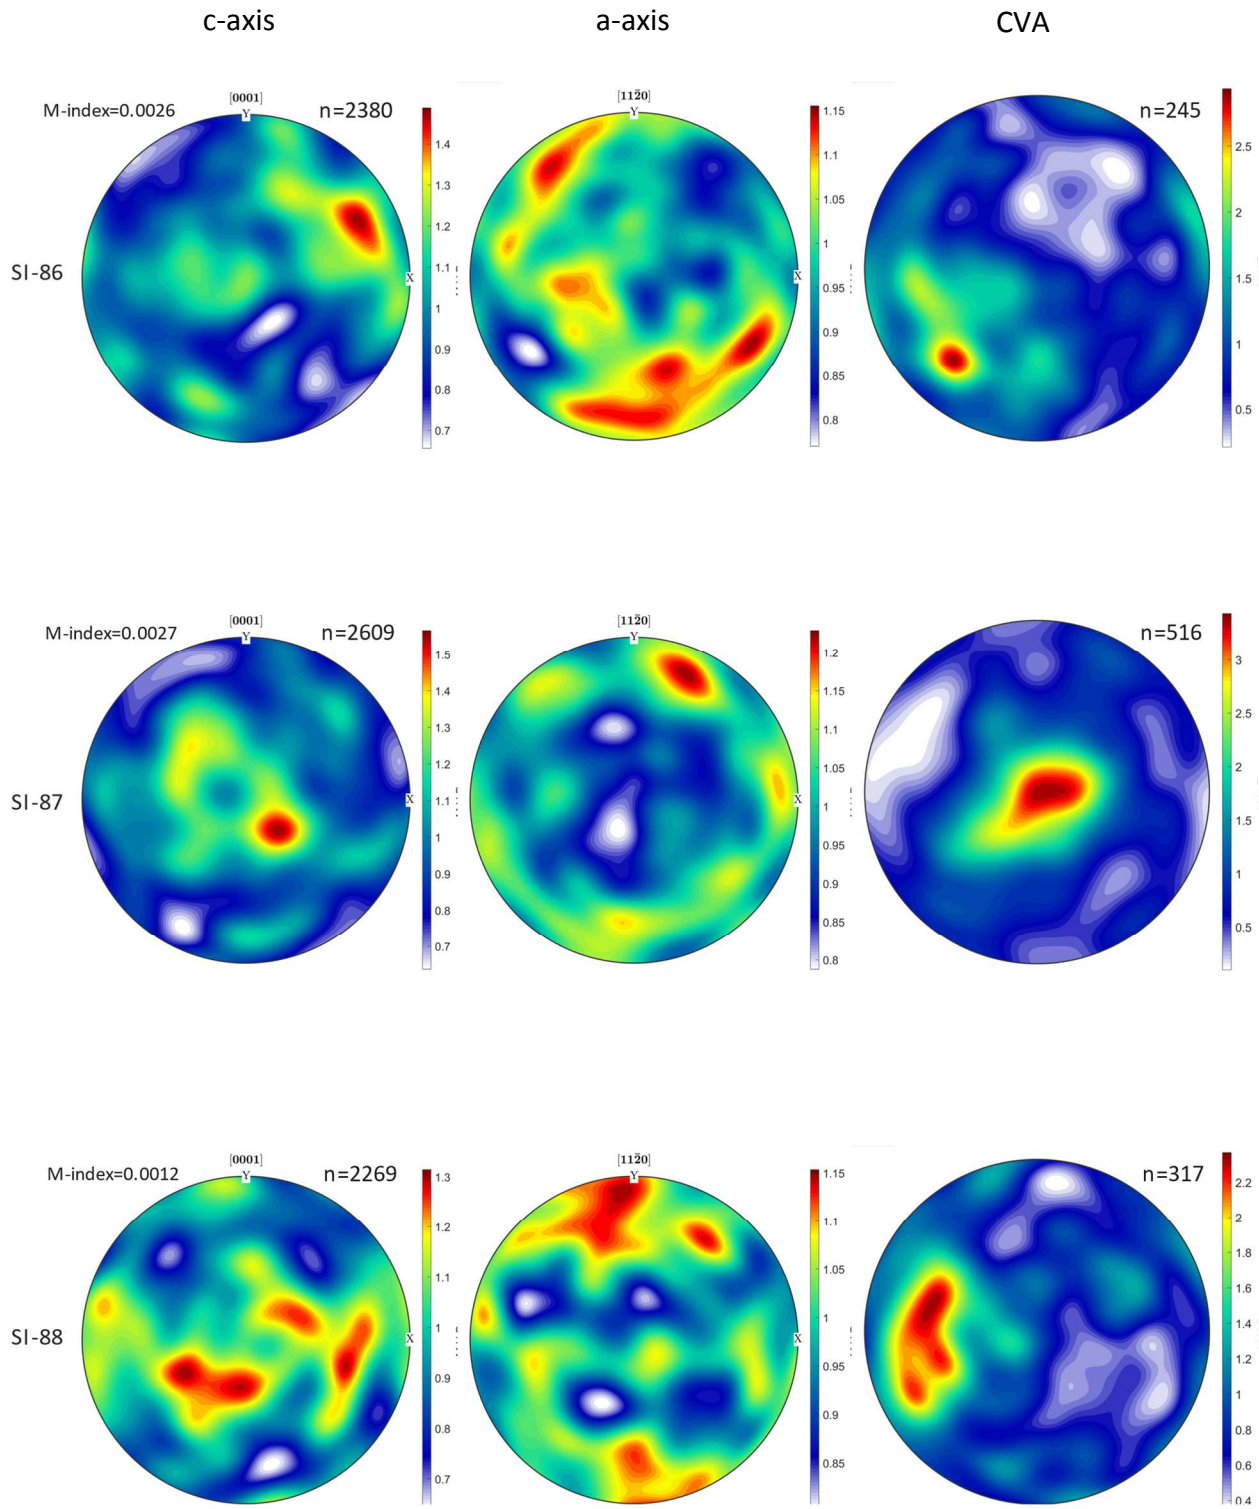 c-axis a-axis CVA
M-index=0.0026 [0001] n=2380 [112̄0] n=245
Y Y
1.4 1.3 1.2 1.1 1 0.9 0.8 0.7
1.15 1.1 1.05 1 0.95 0.9 0.85 0.8
2.5 2 1.5 1 0.5
SI-86 X X
M-index=0.0027 [0001] n=2609 [112̄0] n=516
Y Y
1.5 1.4 1.3 1.2 1.1 1 0.9 0.8 0.7
1.2 1.15 1.1 1.05 1 0.95 0.9 0.85 0.8
3 2.5 2 1.5 1 0.5
SI-87 X X
M-index=0.0012 [0001] n=2269 [112̄0] n=317
Y Y
1.3 1.2 1.1 1 0.9 0.8 0.7
1.15 1.1 1.05 1 0.95 0.9 0.85
2.2 2 1.8 1.6 1.4 1.2 1 0.8 0.6 0.4
SI-88 X X